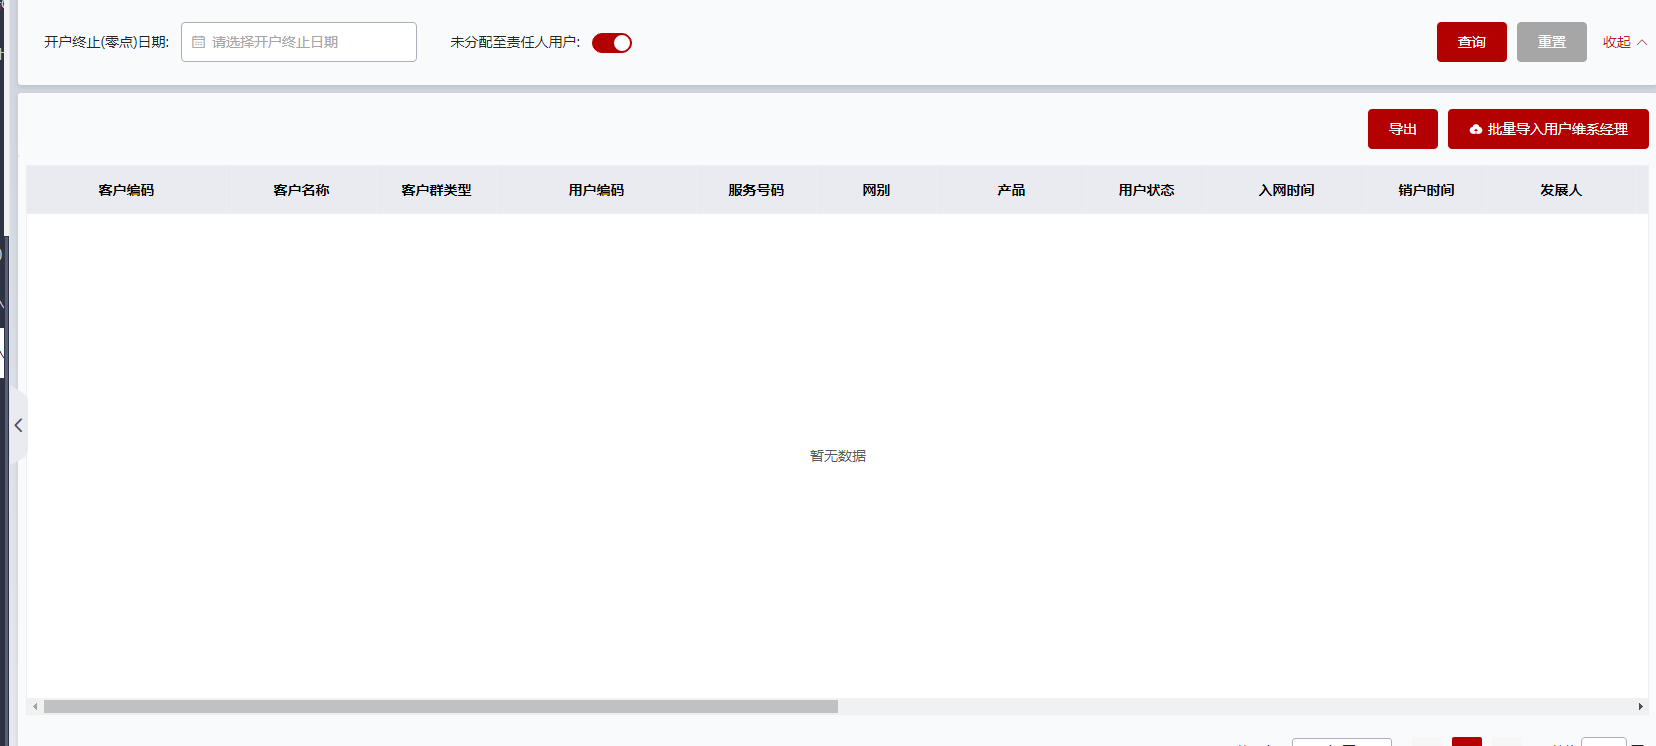 开户终止(零点)日期: 请选择开户终止日期 未分配至责任人用户: 查询 重置 收起
导出 批量导入用户维系经理
客户编码 客户名称 客户群类型 用户编码 服务号码 网别 产品 用户状态 入网时间 销户时间 发展人
暂无数据